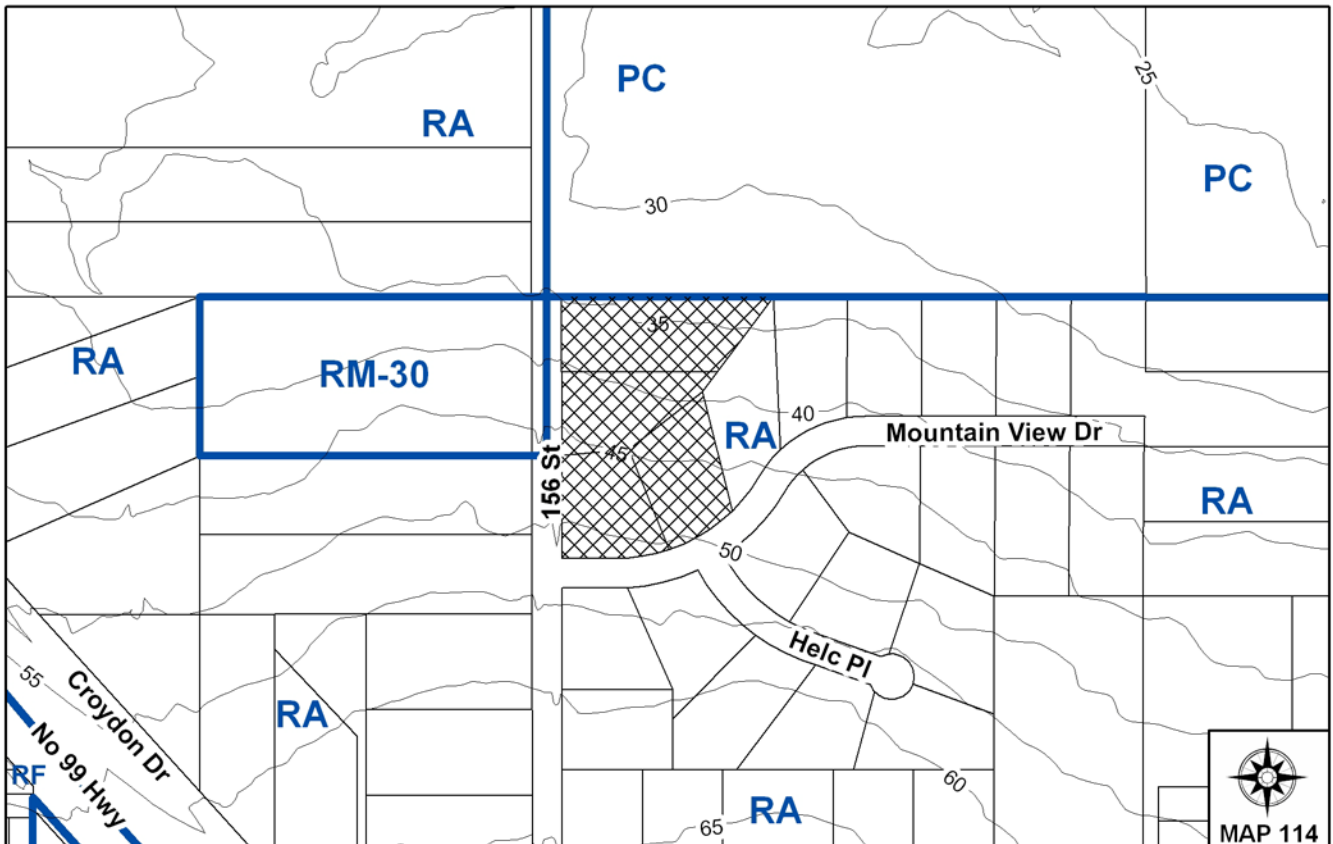 PC
25
RA
PC
30
35
RA
RM-30
40
RA
Mountain View Dr
45
156 St
RA
50
Helc Pl
55
Croydon Dr
RA
No 99 Hwy
RF
60
65
RA
MAP 114